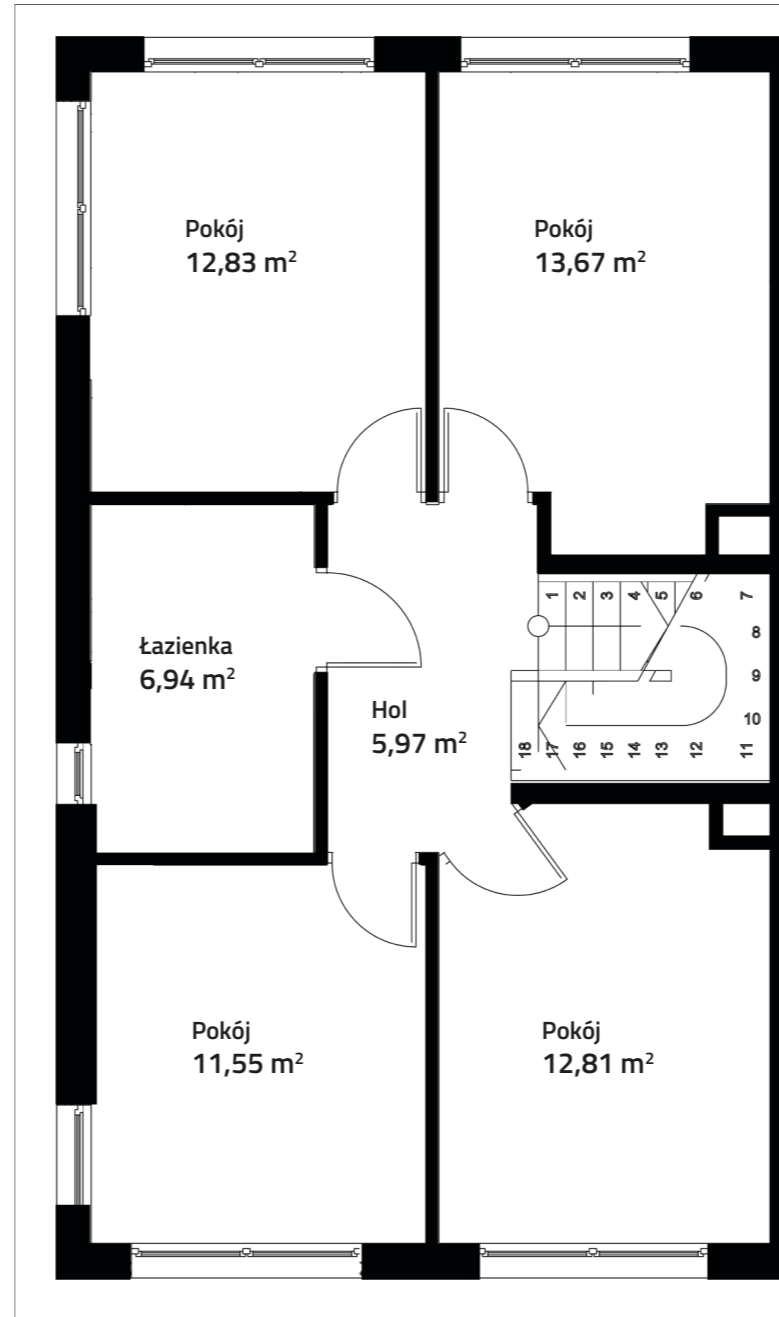 Pokój
12,83 m²
Pokój
13,67 m²
Łazienka
6,94 m²
Hol
5,97 m²
1 2 3 4 5 6 7
8
9
10
18 17 16 15 14 13 12 11
Pokój
11,55 m²
Pokój
12,81 m²